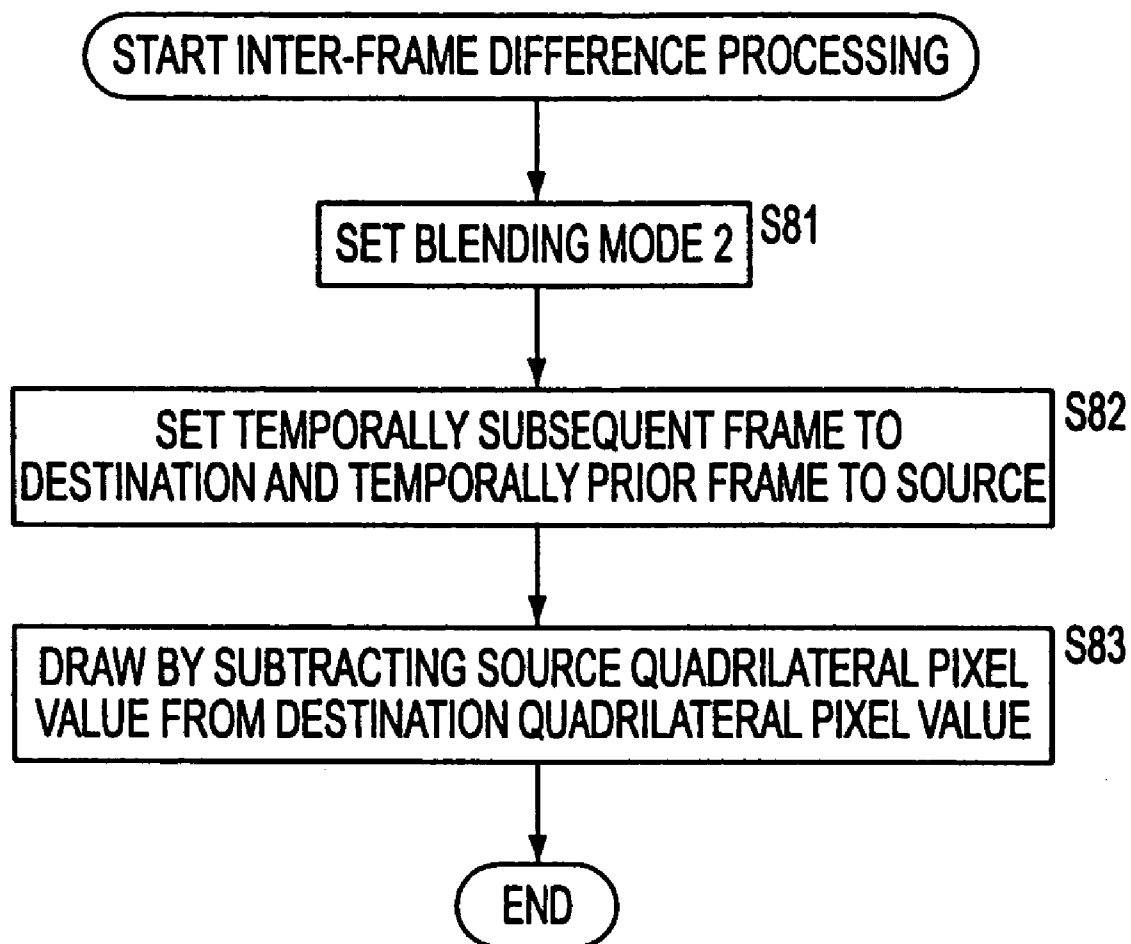 START INTER-FRAME DIFFERENCE PROCESSING
SET BLENDING MODE 2
S81
SET TEMPORALLY SUBSEQUENT FRAME TO
DESTINATION AND TEMPORALLY PRIOR FRAME TO SOURCE
S82
DRAW BY SUBTRACTING SOURCE QUADRILATERAL PIXEL
VALUE FROM DESTINATION QUADRILATERAL PIXEL VALUE
S83
END